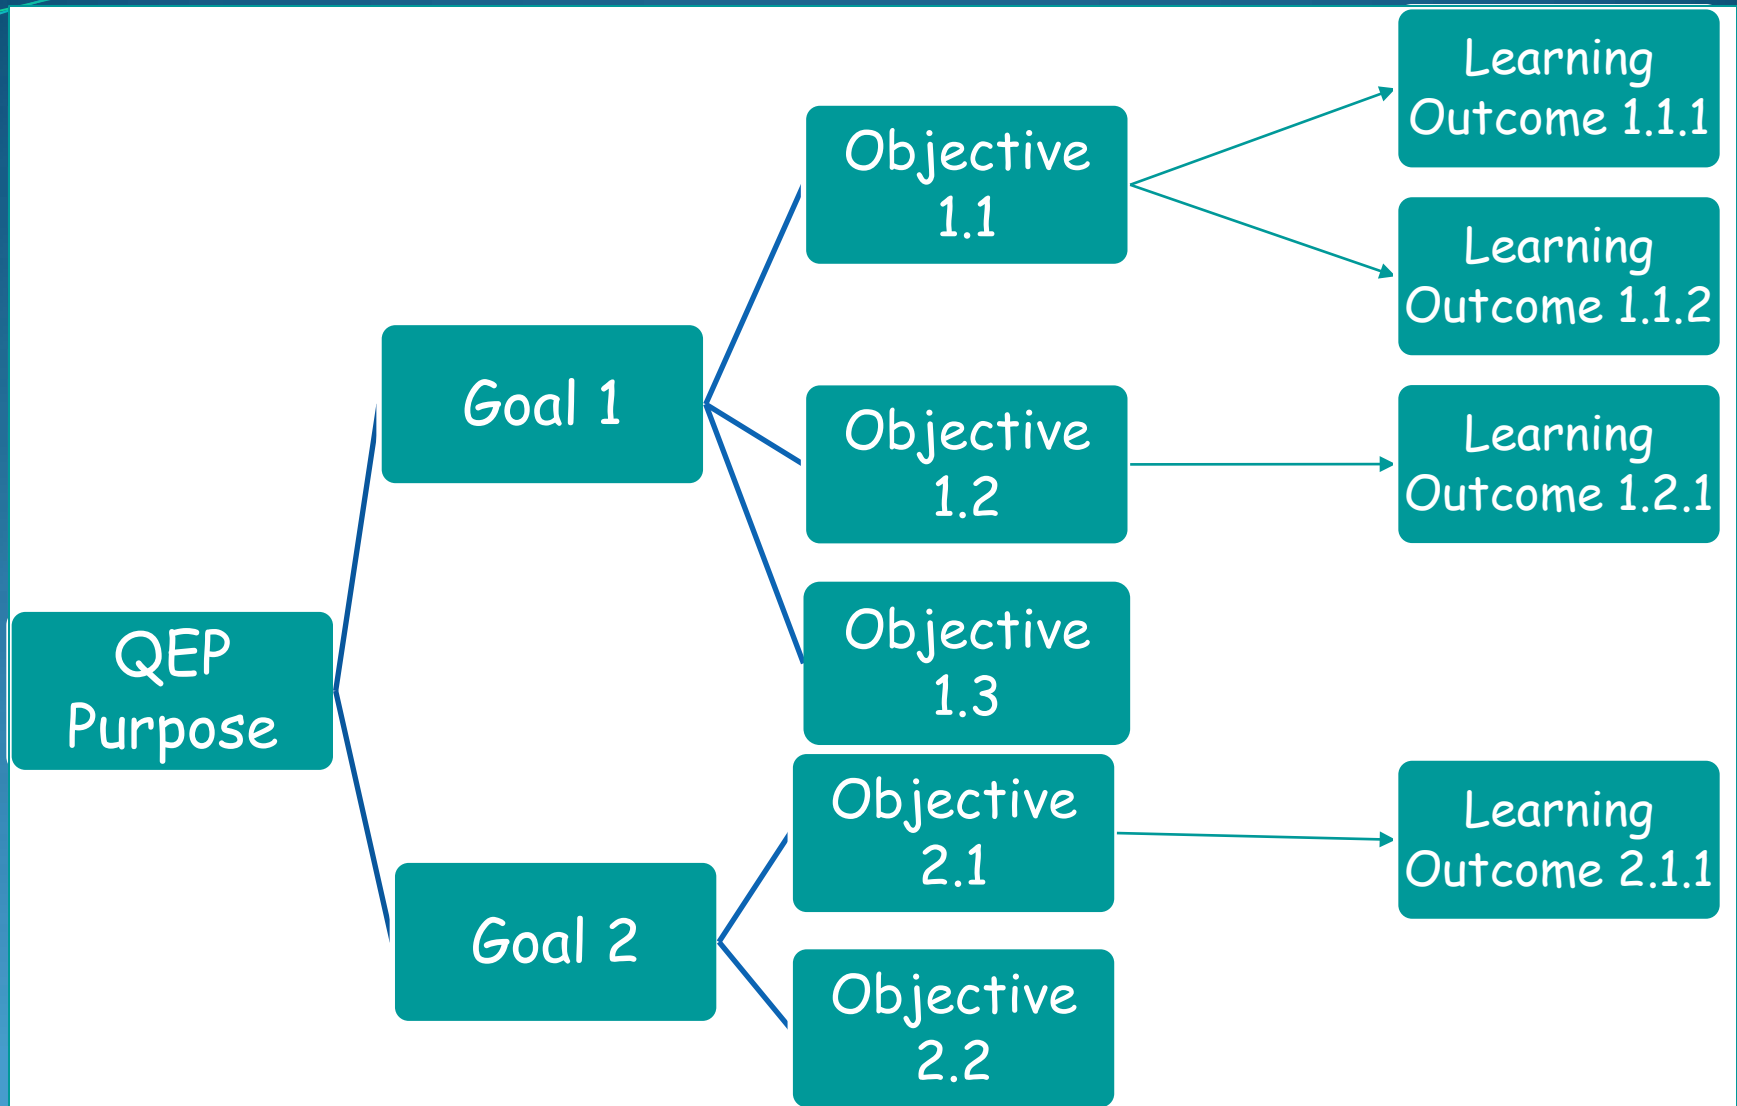 QEP
Purpose
Goal 1
Goal 2
Objective
1.1
Objective
1.2
Objective
1.3
Objective
2.1
Objective
2.2
Learning
Outcome 1.1.1
Learning
Outcome 1.1.2
Learning
Outcome 1.2.1
Learning
Outcome 2.1.1